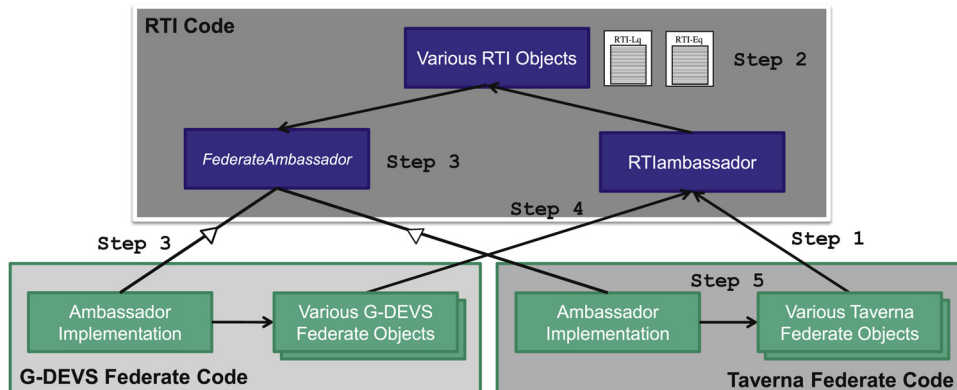 RTI Code
Various RTI Objects
RTI-Lq
RTI-Eq
Step 2
FederateAmbassador
Step 3
RTIambassador
Step 4
Step 3
Step 1
Step 5
Ambassador
Implementation
Various G-DEVS
Federate Objects
Ambassador
Implementation
Various Taverna
Federate Objects
G-DEVS Federate Code
Taverna Federate Code